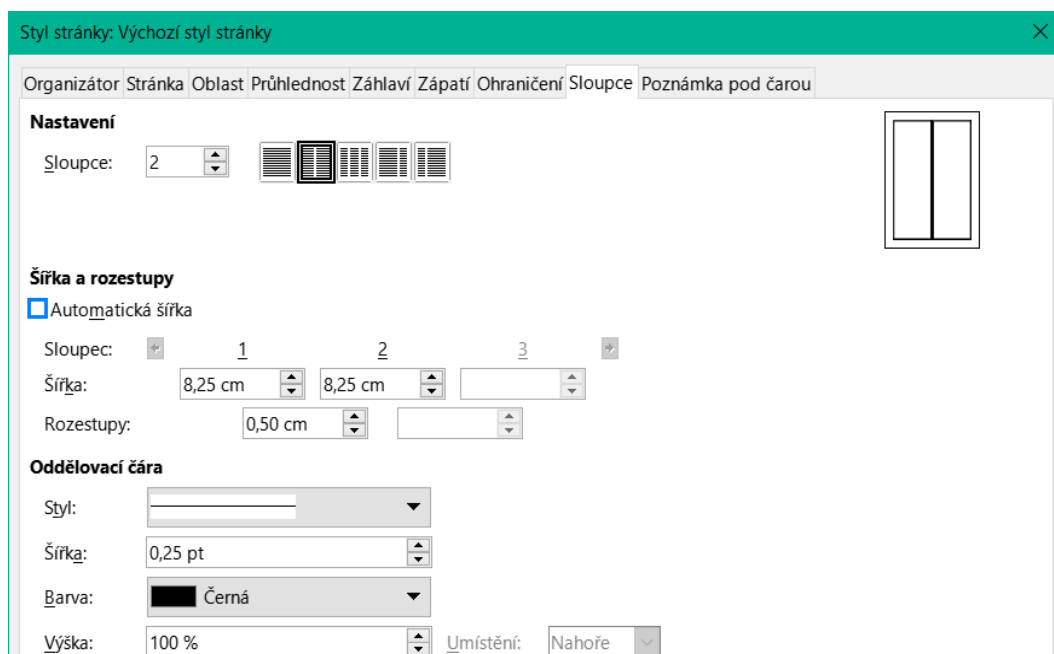 Styl stránky: Výchozí styl stránky
Organizátor Stránka Oblast Průhlednost Záhlaví Zápatí Ohraničení Sloupce Poznámka pod čarou
Nastavení
Sloupce: 2
Šířka a rozestupy
Automatická šířka
Sloupec: 1 2 3
Šířka: 8,25 cm 8,25 cm
Rozestupy: 0,50 cm
Oddělovací čára
Styl:
Šířka: 0,25 pt
Barva: Černá
Výška: 100 % Umístění: Nahoře